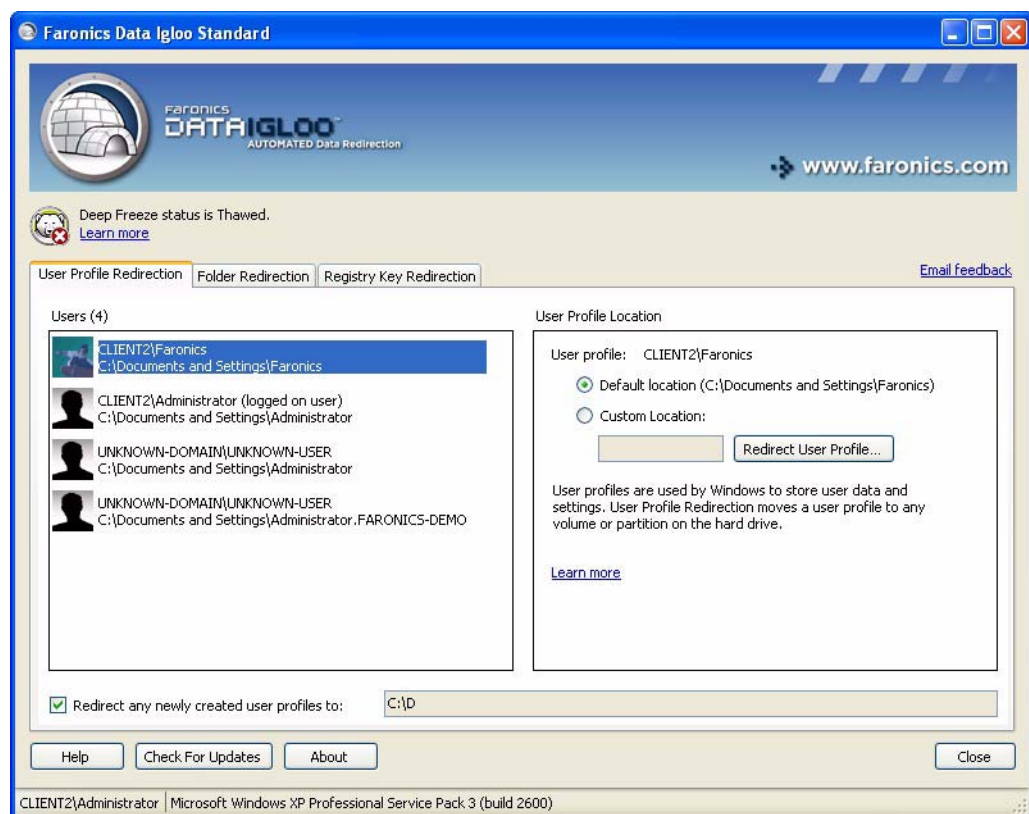 Faronics Data Igloo Standard
Faronics
DATAIGLOO™
AUTOMATED Data Redirection
www.faronics.com
Deep Freeze status is Thawed.
Learn more
User Profile Redirection
Folder Redirection
Registry Key Redirection
Email feedback
Users (4)
CLIENT2\Faronics
C:\Documents and Settings\Faronics
CLIENT2\Administrator (logged on user)
C:\Documents and Settings\Administrator
UNKNOWN-DOMAIN\UNKNOWN-USER
C:\Documents and Settings\Administrator
UNKNOWN-DOMAIN\UNKNOWN-USER
C:\Documents and Settings\Administrator.FARONICS-DEMO
User Profile Location
User profile: CLIENT2\Faronics
Default location (C:\Documents and Settings\Faronics)
Custom Location:
Redirect User Profile...
User profiles are used by Windows to store user data and
settings. User Profile Redirection moves a user profile to any
volume or partition on the hard drive.
Learn more
Redirect any newly created user profiles to: C:\D
Help
Check For Updates
About
Close
CLIENT2\Administrator
Microsoft Windows XP Professional Service Pack 3 (build 2600)